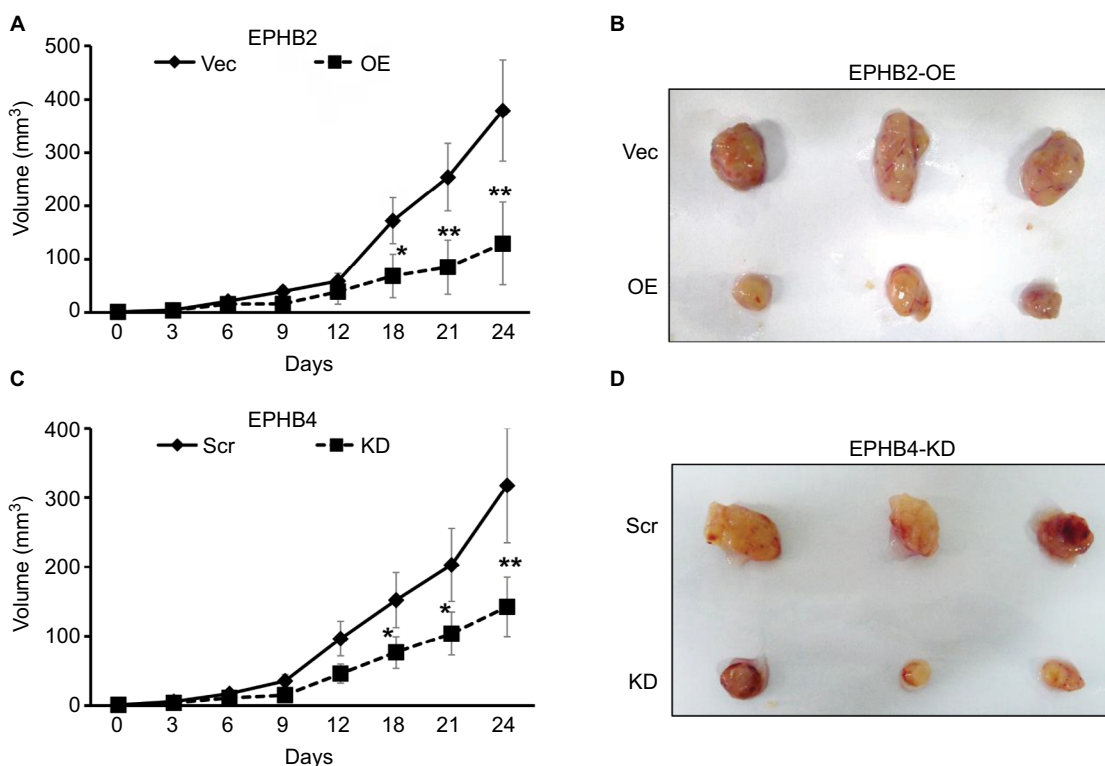 A
EPHB2
Vec OE
Volume (mm³)
500
400
300
200
100
0
* ** **
0 3 6 9 12 18 21 24
Days
B
EPHB2-OE
Vec
OE
C
EPHB4
Scr KD
Volume (mm³)
400
300
200
100
0
* * **
0 3 6 9 12 18 21 24
Days
D
EPHB4-KD
Scr
KD